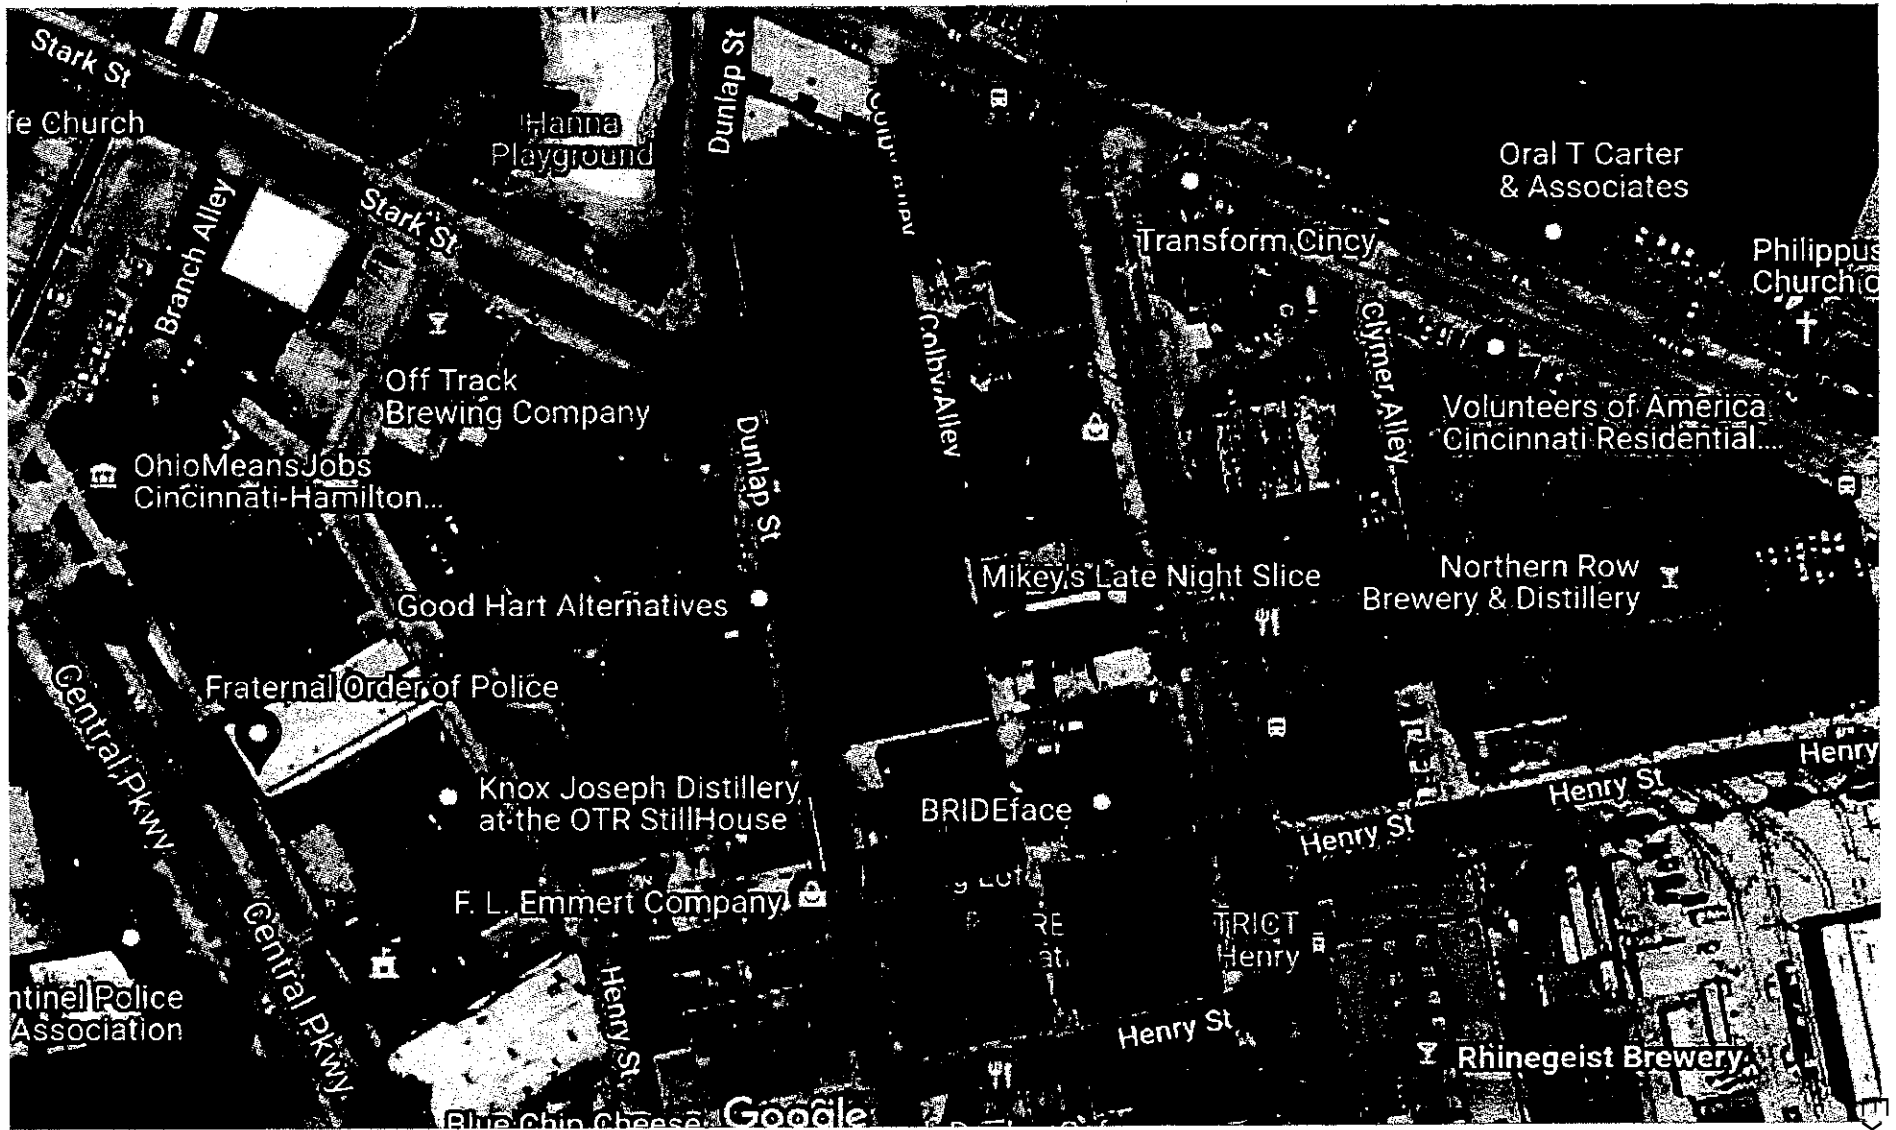 Stark St
fe Church
Hanna
Playground
Dunlap St
Colby Alley
Oral T Carter
& Associates
Branch Alley
Stark St
Transform Cincy
Philippus
Church o
Off Track
Brewing Company
Colby Alley
Clymer Alley
Volunteers of America
Cincinnati Residential....
OhioMeansJobs
Cincinnati-Hamilton...
Dunlap St
Mikey's Late Night Slice
Northern Row
Brewery & Distillery
Good Hart Alternatives
Fraternal Order of Police
Central Pkwy
Knox Joseph Distillery
at the OTR StillHouse
BRIDEface
Henry St
Henry St
Henry
F. L. Emmert Company
RE
TRICT
Henry
Central Pkwy
ntinel Police
Association
Henry St
Henry St
Rhinegeist Brewery
Blue Chip Cheese
Google